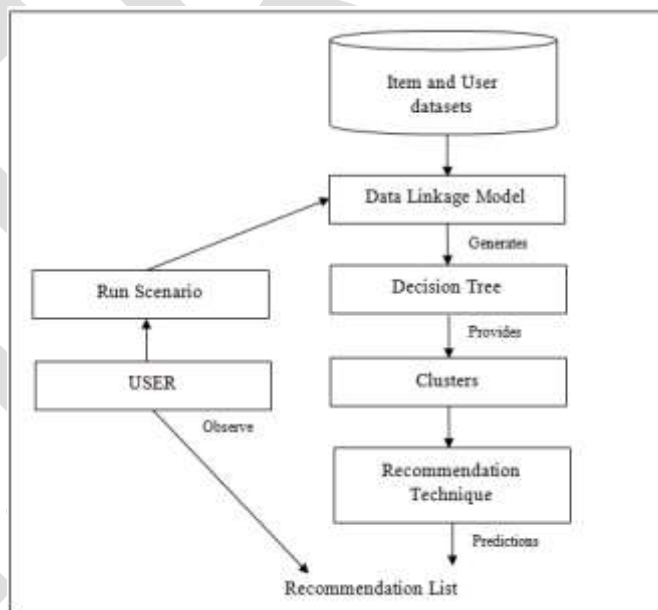 Item and User
datasets
Data Linkage Model
Generates
Run Scenario
Decision Tree
Provides
USER
Clusters
Observe
Recommendation
Technique
Predictions
Recommendation List